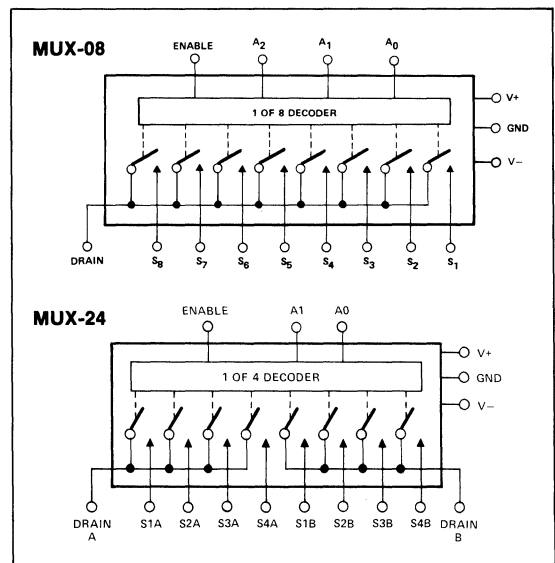 MUX-08
ENABLE A2 A1 A0
1 OF 8 DECODER
V+
GND
V−
DRAIN S8 S7 S6 S5 S4 S3 S2 S1
MUX-24
ENABLE A1 A0
1 OF 4 DECODER
V+
GND
V−
DRAIN A S1A S2A S3A S4A S1B S2B S3B S4B DRAIN B